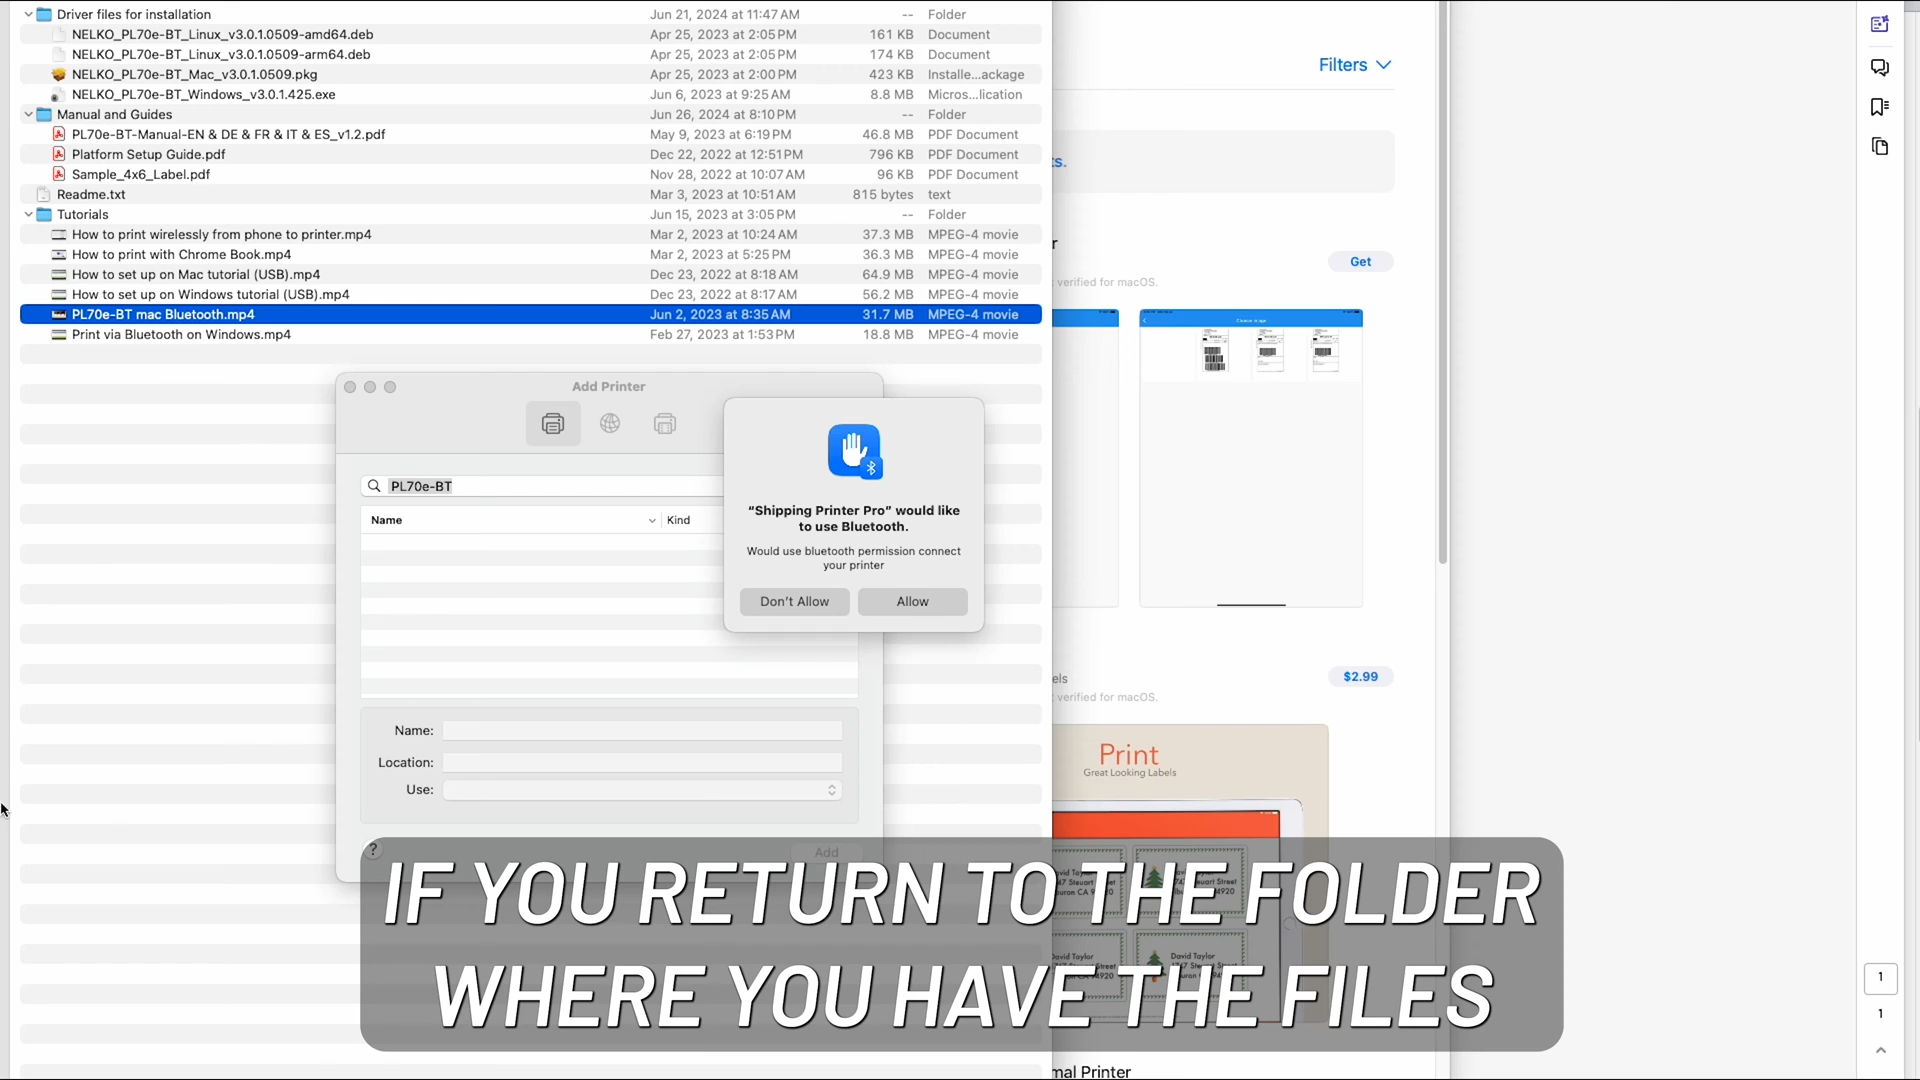 Driver files for installation Jun 21, 2024 at 11:47 AM -- Folder
NELKO_PL70e-BT_Linux_v3.0.1.0509-amd64.deb Apr 25, 2023 at 2:05 PM 161 KB Document
NELKO_PL70e-BT_Linux_v3.0.1.0509-arm64.deb Apr 25, 2023 at 2:05 PM 174 KB Document
NELKO_PL70e-BT_Mac_v3.0.1.0509.pkg Apr 25, 2023 at 2:00 PM 423 KB Installe...ackage
NELKO_PL70e-BT_Windows_v3.0.1.425.exe Jun 6, 2023 at 9:25 AM 8.8 MB Micros...lication
Manual and Guides Jun 26, 2024 at 8:10 PM -- Folder
PL70e-BT-Manual-EN & DE & FR & IT & ES_v1.2.pdf May 9, 2023 at 6:19 PM 46.8 MB PDF Document
Platform Setup Guide.pdf Dec 22, 2022 at 12:51 PM 796 KB PDF Document
Sample_4x6_Label.pdf Nov 28, 2022 at 10:07 AM 96 KB PDF Document
Readme.txt Mar 3, 2023 at 10:51 AM 815 bytes text
Tutorials Jun 15, 2023 at 3:05 PM -- Folder
How to print wirelessly from phone to printer.mp4 Mar 2, 2023 at 10:24 AM 37.3 MB MPEG-4 movie
How to print with Chrome Book.mp4 Mar 2, 2023 at 5:25 PM 36.3 MB MPEG-4 movie
How to set up on Mac tutorial (USB).mp4 Dec 23, 2022 at 8:18 AM 64.9 MB MPEG-4 movie
How to set up on Windows tutorial (USB).mp4 Dec 23, 2022 at 8:17 AM 56.2 MB MPEG-4 movie
PL70e-BT mac Bluetooth.mp4 Jun 2, 2023 at 8:35 AM 31.7 MB MPEG-4 movie
Print via Bluetooth on Windows.mp4 Feb 27, 2023 at 1:53 PM 18.8 MB MPEG-4 movie
Add Printer
PL70e-BT
Name Kind
Name:
Location:
Use:
?
Add
“Shipping Printer Pro” would like
to use Bluetooth.
Would use bluetooth permission connect
your printer
Don't Allow Allow
Filters
ts.
r
Get
verified for macOS.
els
$2.99
verified for macOS.
Print
Great Looking Labels
David Taylor
David Taylor
David Taylor
David Taylor
IF YOU RETURN TO THE FOLDER
WHERE YOU HAVE THE FILES
mal Printer
1
1